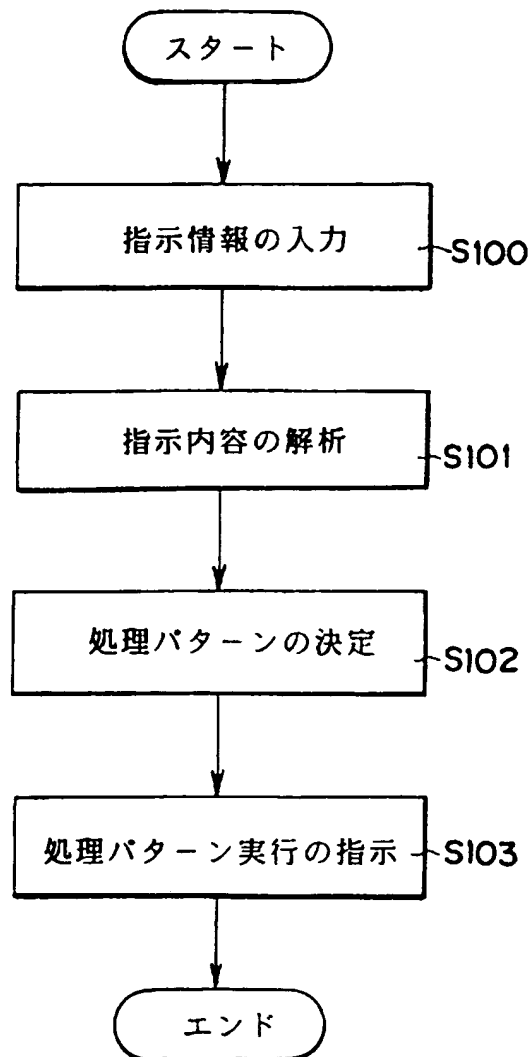 スタート
指示情報の入力
S100
指示内容の解析
S101
処理パターンの決定
S102
処理パターン実行の指示
S103
エンド